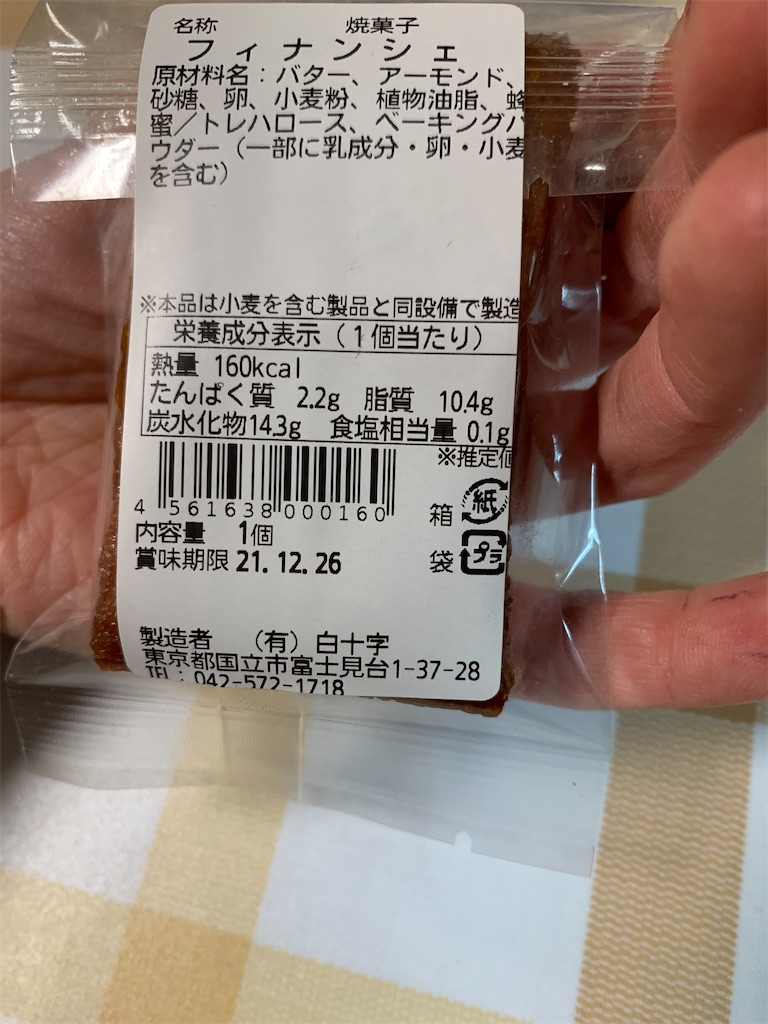 名称 焼菓子
フィナンシェ
原材料名：バター、アーモンド、
砂糖、卵、小麦粉、植物油脂、蜂
蜜／トレハロース、ベーキングパ
ウダー（一部に乳成分・卵・小麦
を含む）
※本品は小麦を含む製品と同設備で製造
栄養成分表示（1個当たり）
熱量 160kcal
たんぱく質 2.2g 脂質 10.4g
炭水化物14.3g 食塩相当量 0.1g
※推定値
4 561638 000160
箱 紙
内容量 1個
賞味期限 21.12.26
袋 プラ
製造者 （有）白十字
東京都国立市富士見台1-37-28
TEL：042-572-1718